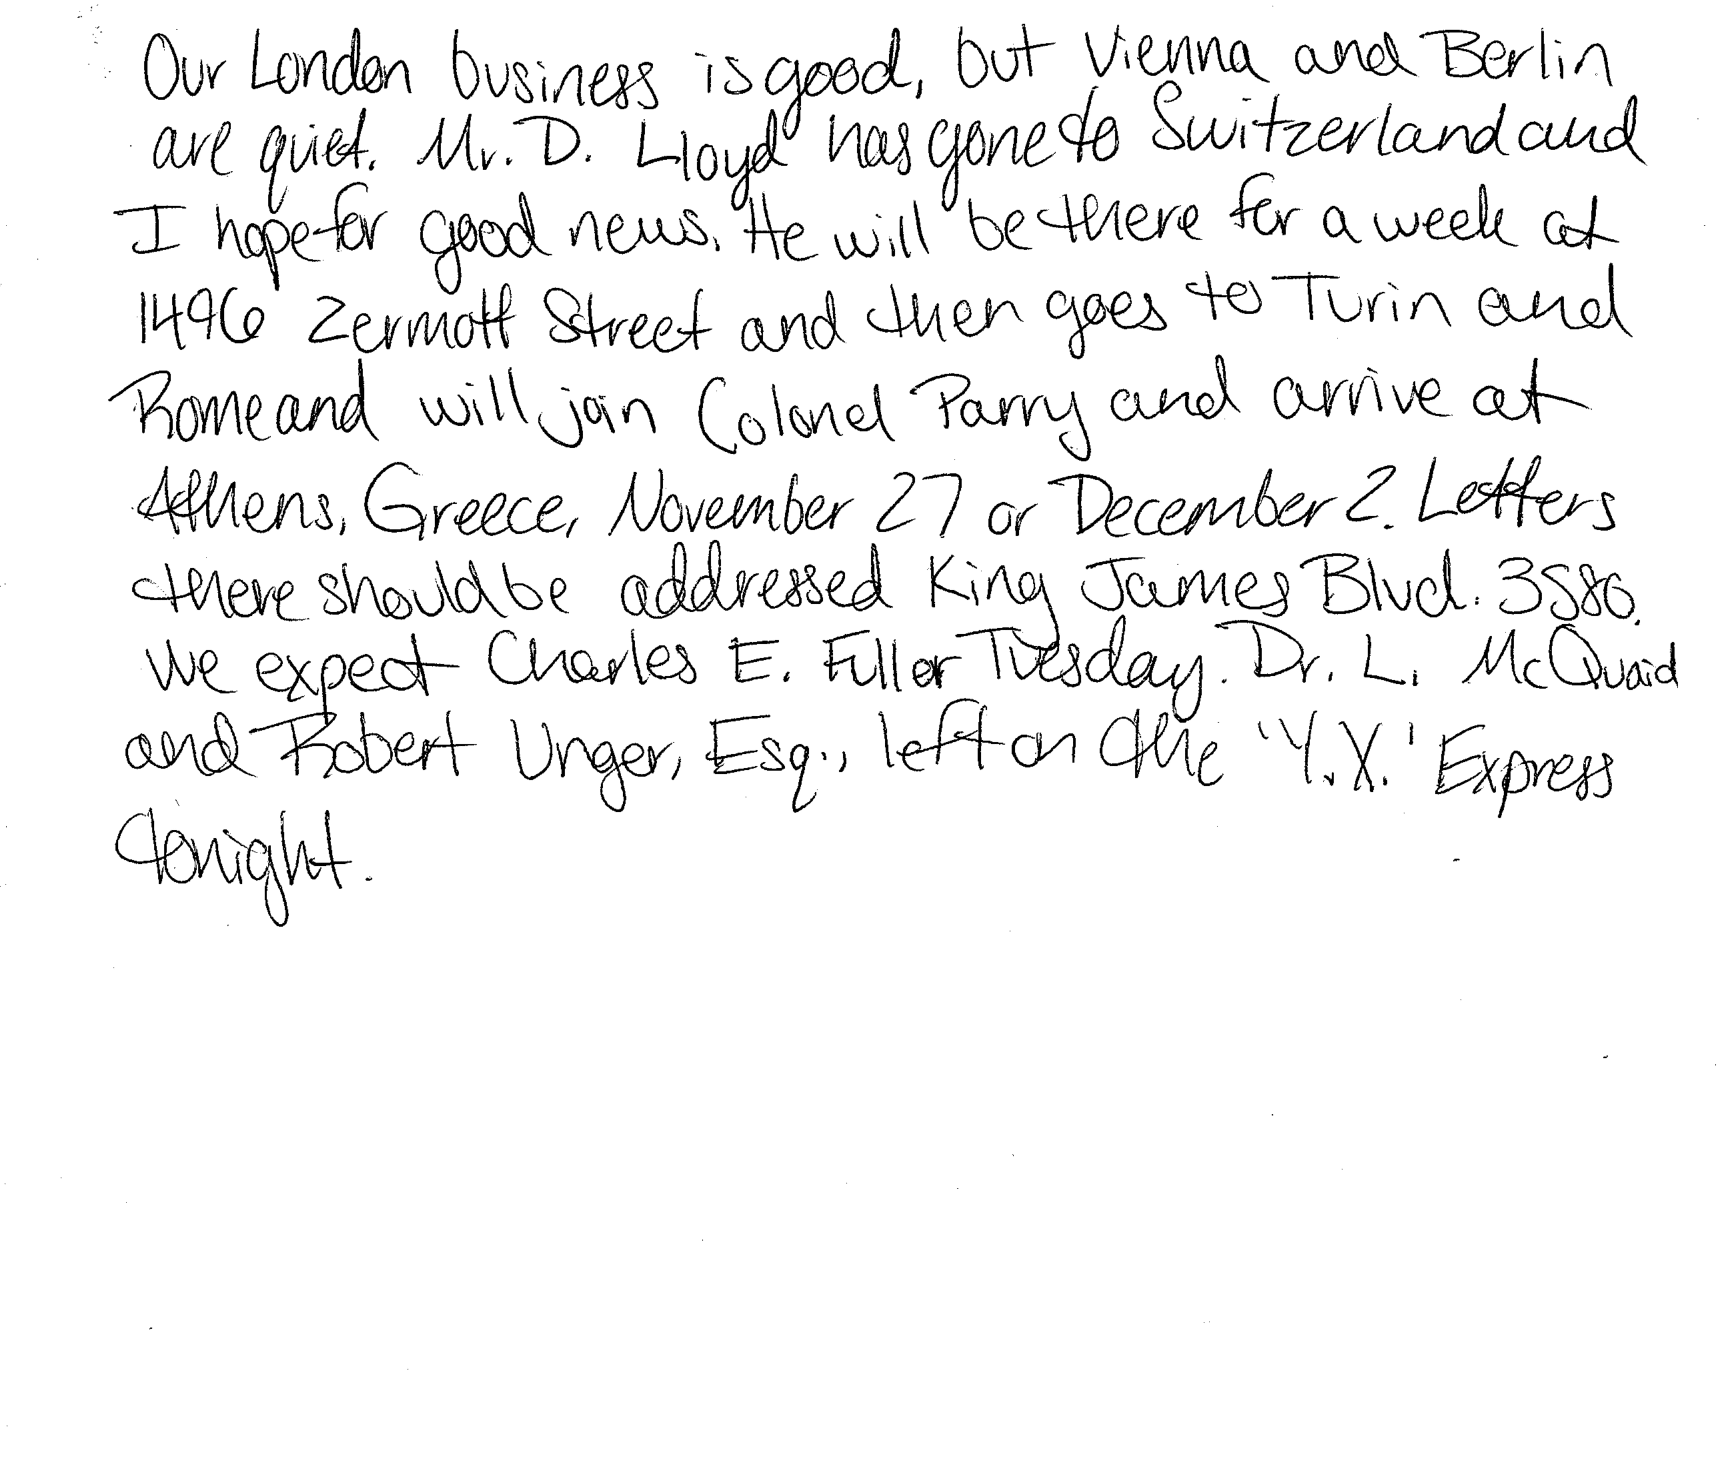 Our London business is good, but Vienna and Berlin
are quiet. Mr. D. Lloyd has gone to Switzerland and
I hope for good news. He will be there for a week at
1496 Zermott Street and then goes to Turin and
Rome and will join Colonel Parry and arrive at
Athens, Greece, November 27 or December 2. Letters
there should be addressed King James Blvd. 3580.
We expect Charles E. Fuller Tuesday. Dr. L. McQuaid
and Robert Unger, Esq., left on the 'Y.X.' Express
tonight.